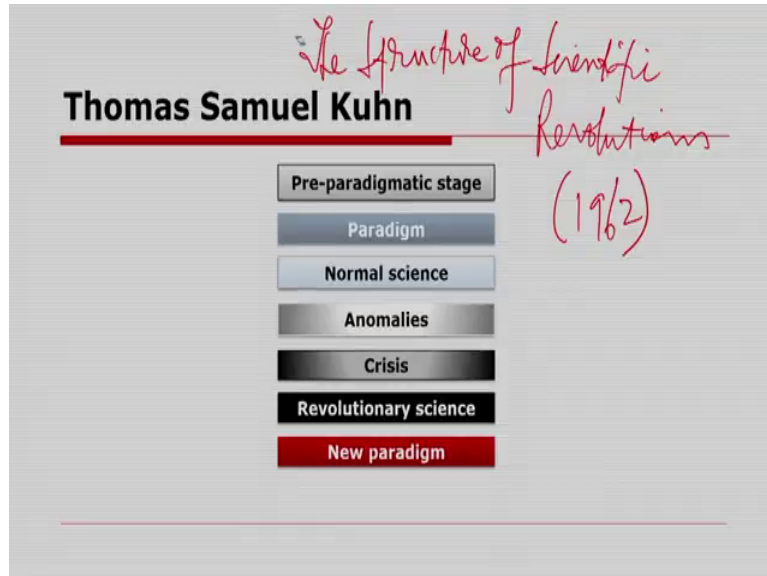 The Structure of Scientific
Revolutions
(1962)
Thomas Samuel Kuhn
Pre-paradigmatic stage
Paradigm
Normal science
Anomalies
Crisis
Revolutionary science
New paradigm